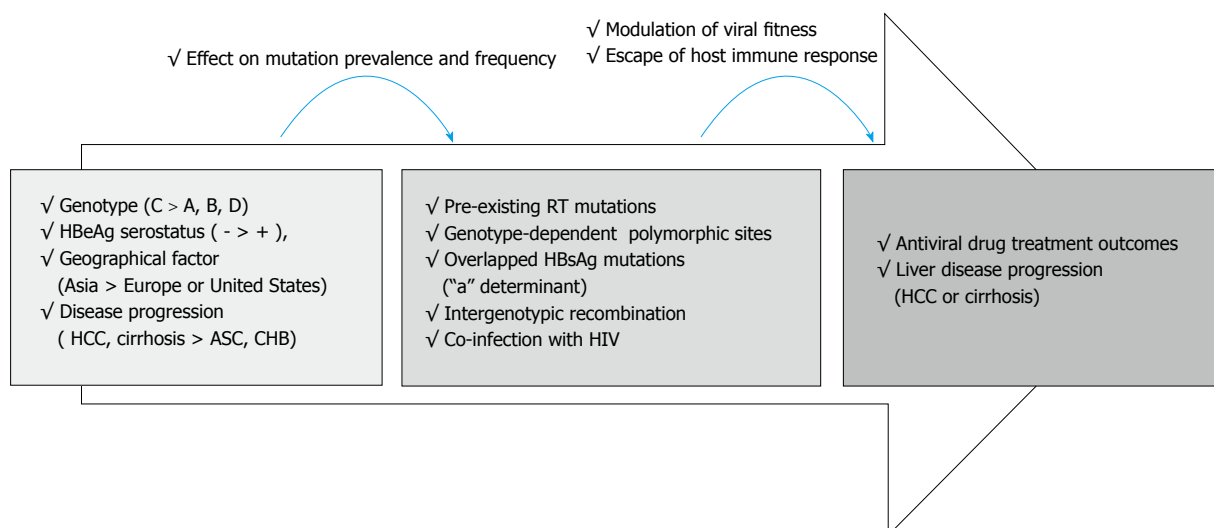 √ Effect on mutation prevalence and frequency
√ Modulation of viral fitness
√ Escape of host immune response
√ Genotype (C > A, B, D)
√ HBeAg serostatus ( - > + ),
√ Geographical factor
(Asia > Europe or United States)
√ Disease progression
( HCC, cirrhosis > ASC, CHB)
√ Pre-existing RT mutations
√ Genotype-dependent polymorphic sites
√ Overlapped HBsAg mutations
("a" determinant)
√ Intergenotypic recombination
√ Co-infection with HIV
√ Antiviral drug treatment outcomes
√ Liver disease progression
(HCC or cirrhosis)